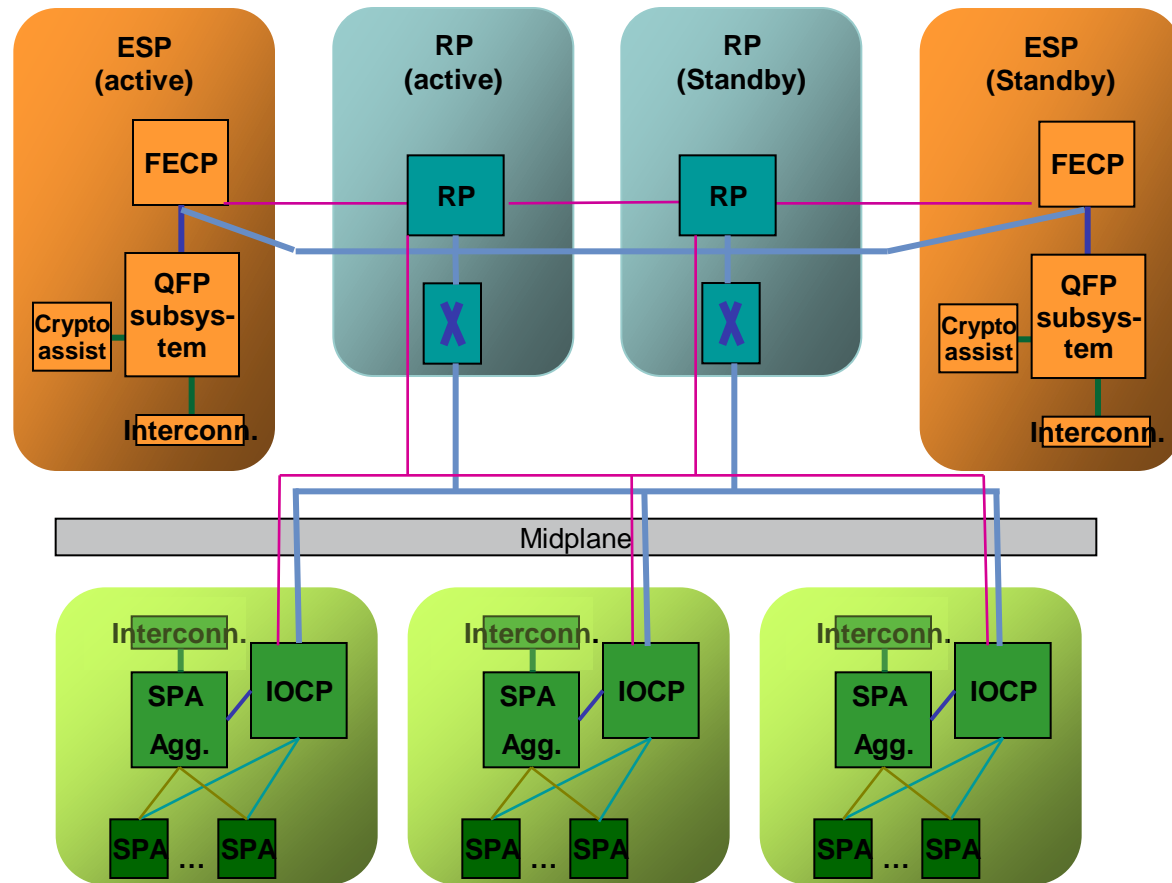 ESP
(active)
RP
(active)
RP
(Standby)
ESP
(Standby)
FECP
RP
RP
FECP
QFP
subsys-
tem
Crypto
assist
Interconn.
QFP
subsys-
tem
Crypto
assist
Interconn.
Midplane
Interconn.
SPA
Agg.
IOCP
SPA
...
SPA
Interconn.
SPA
Agg.
IOCP
SPA
...
SPA
Interconn.
SPA
Agg.
IOCP
SPA
...
SPA